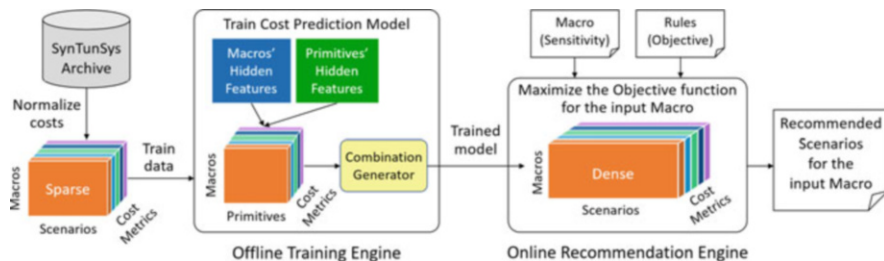 SynTunSys
Archive
Normalize
costs
Macros
Sparse
Scenarios
Cost
Metrics
Train
data
Train Cost Prediction Model
Macros'
Hidden
Features
Primitives'
Hidden
Features
Macros
Primitives
Cost
Metrics
Combination
Generator
Offline Training Engine
Trained
model
Macro
(Sensitivity)
Rules
(Objective)
Maximize the Objective function
for the input Macro
Macros
Dense
Scenarios
Cost
Metrics
Online Recommendation Engine
Recommended
Scenarios
for the
input Macro